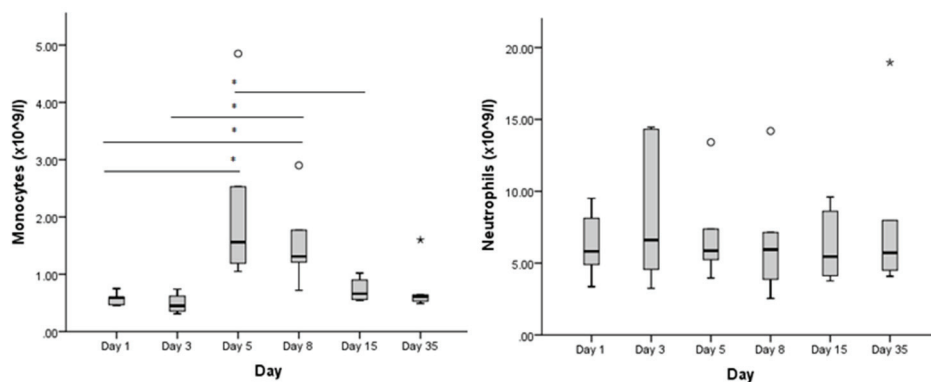 Monocytes (x10^9/l)
5.00
4.00
3.00
2.00
1.00
.00
Day 1 Day 3 Day 5 Day 8 Day 15 Day 35
Day
Neutrophils (x10^9/l)
20.00
15.00
10.00
5.00
.00
Day 1 Day 3 Day 5 Day 8 Day 15 Day 35
Day